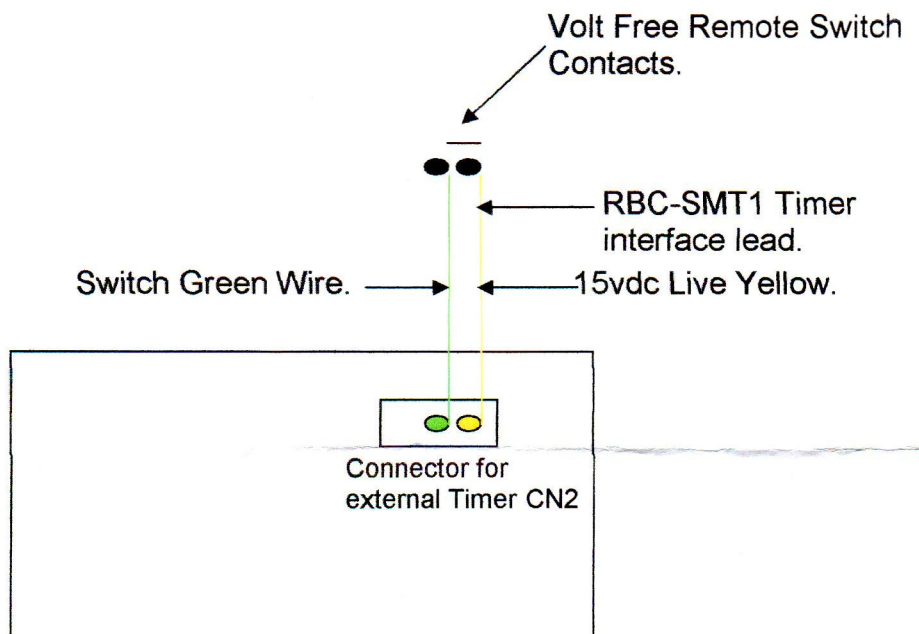 Volt Free Remote Switch
Contacts.
RBC-SMT1 Timer
interface lead.
Switch Green Wire.
15vdc Live Yellow.
Connector for
external Timer CN2